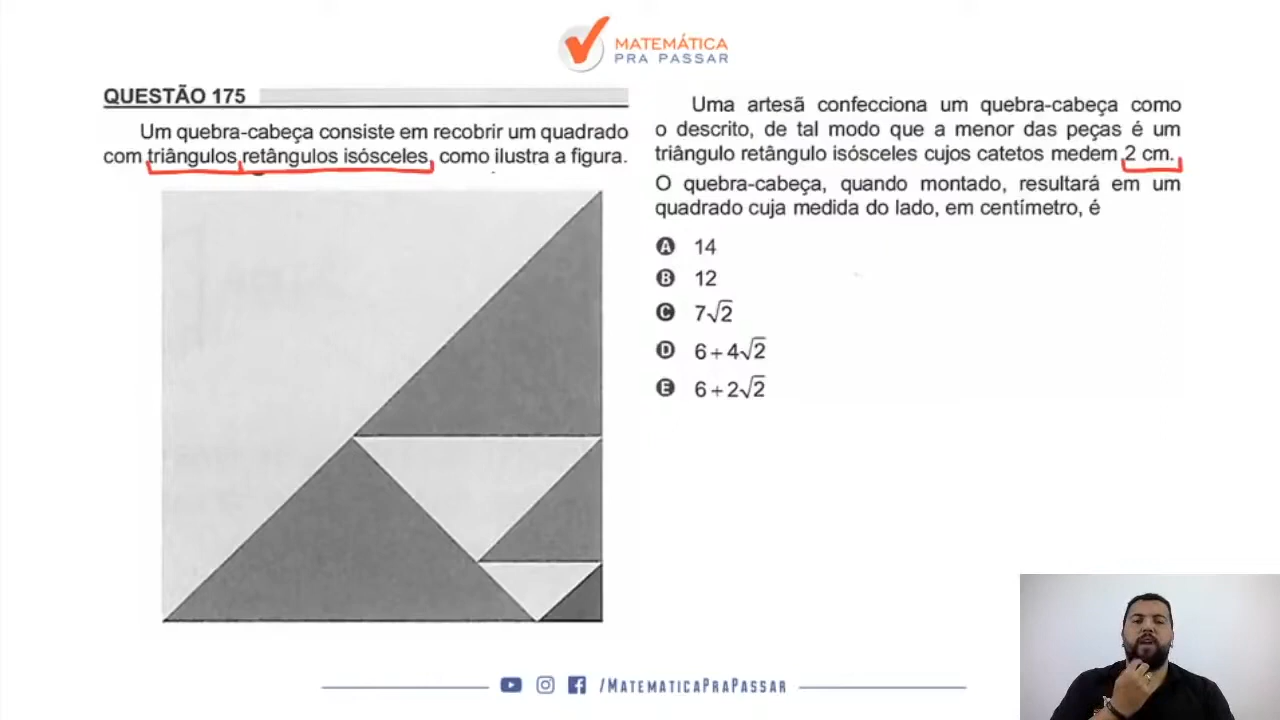 MATEMÁTICA
PRA PASSAR
QUESTÃO 175
Um quebra-cabeça consiste em recobrir um quadrado
com triângulos retângulos isósceles, como ilustra a figura.
Uma artesã confecciona um quebra-cabeça como
o descrito, de tal modo que a menor das peças é um
triângulo retângulo isósceles cujos catetos medem 2 cm.
O quebra-cabeça, quando montado, resultará em um
quadrado cuja medida do lado, em centímetro, é
A 14
B 12
C 7√2
D 6 + 4√2
E 6 + 2√2
/MATEMATICAPRAPASSAR